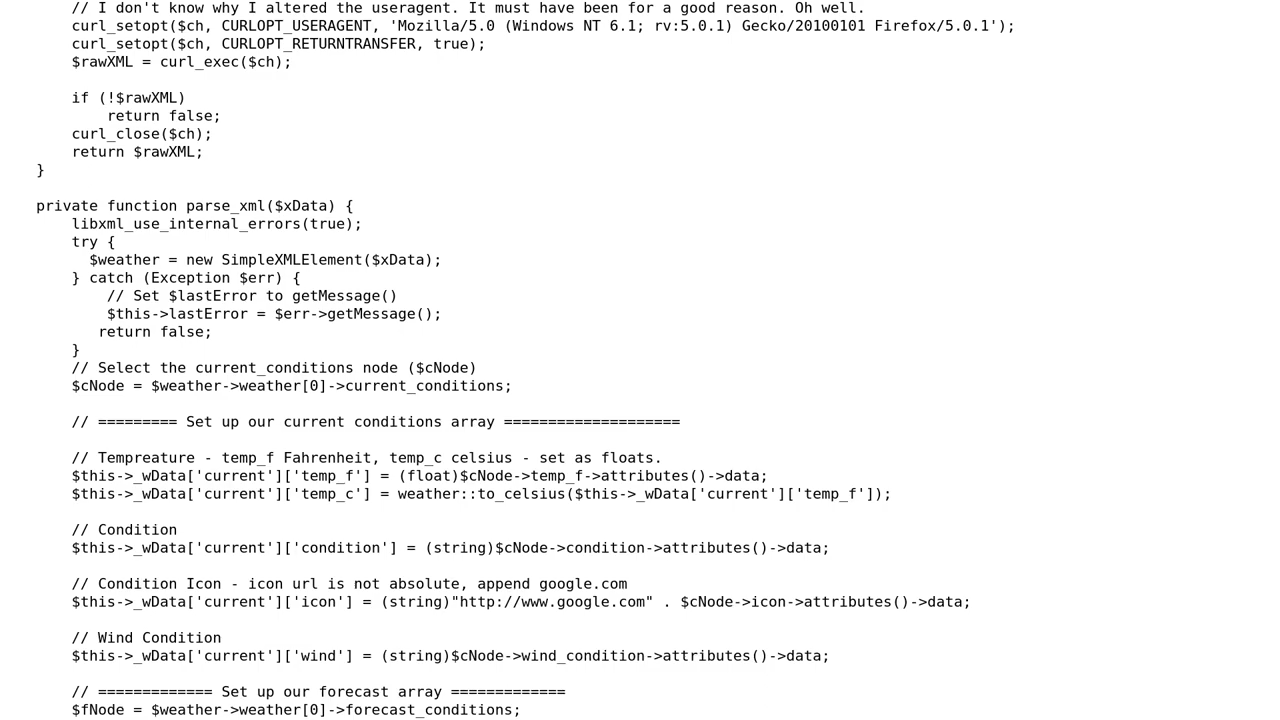 // I don't know why I altered the useragent. It must have been for a good reason. Oh well.
curl_setopt($ch, CURLOPT_USERAGENT, 'Mozilla/5.0 (Windows NT 6.1; rv:5.0.1) Gecko/20100101 Firefox/5.0.1');
curl_setopt($ch, CURLOPT_RETURNTRANSFER, true);
$rawXML = curl_exec($ch);
if (!$rawXML)
return false;
curl_close($ch);
return $rawXML;
}
private function parse_xml($xData) {
libxml_use_internal_errors(true);
try {
$weather = new SimpleXMLElement($xData);
} catch (Exception $err) {
// Set $lastError to getMessage()
$this->lastError = $err->getMessage();
return false;
}
// Select the current_conditions node ($cNode)
$cNode = $weather->weather[0]->current_conditions;
// ========= Set up our current conditions array ====================
// Tempreature - temp_f Fahrenheit, temp_c celsius - set as floats.
$this->_wData['current']['temp_f'] = (float)$cNode->temp_f->attributes()->data;
$this->_wData['current']['temp_c'] = weather::to_celsius($this->_wData['current']['temp_f']);
// Condition
$this->_wData['current']['condition'] = (string)$cNode->condition->attributes()->data;
// Condition Icon - icon url is not absolute, append google.com
$this->_wData['current']['icon'] = (string)"http://www.google.com" . $cNode->icon->attributes()->data;
// Wind Condition
$this->_wData['current']['wind'] = (string)$cNode->wind_condition->attributes()->data;
// ============= Set up our forecast array =============
$fNode = $weather->weather[0]->forecast_conditions;